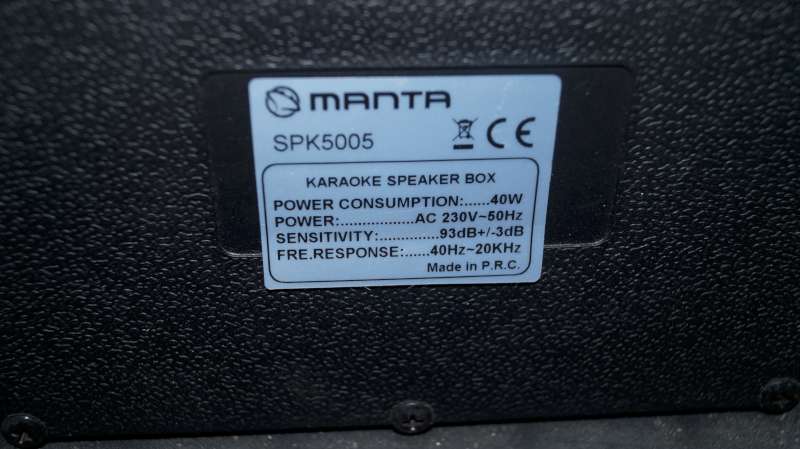 MANTA
SPK5005
CE
KARAOKE SPEAKER BOX
POWER CONSUMPTION:......40W
POWER:................AC 230V~50Hz
SENSITIVITY:.............93dB+/-3dB
FRE.RESPONSE:......40Hz~20KHz
Made in P.R.C.